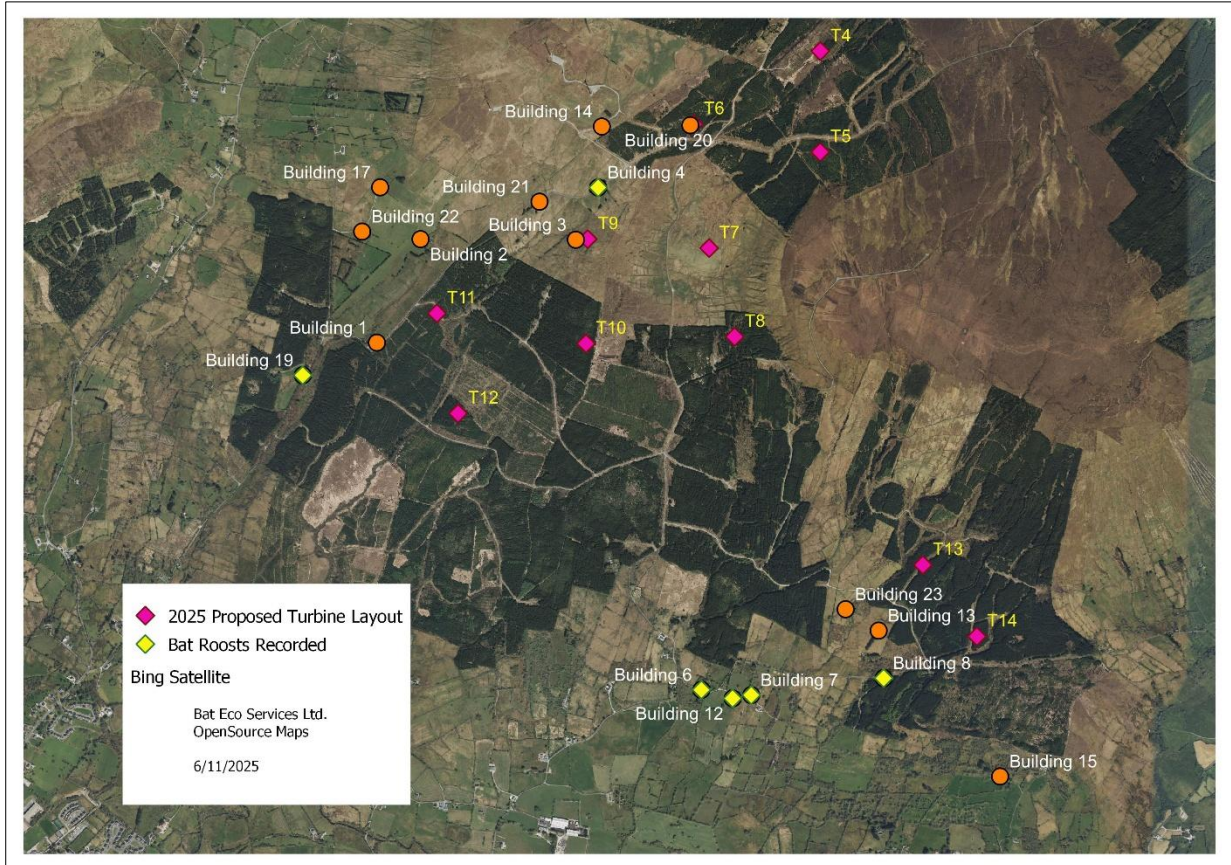 T4
Building 14
T6
Building 20
T5
Building 17
Building 4
Building 21
Building 22
Building 3
T9
T7
Building 2
T11
Building 1
T10
T8
Building 19
T12
T13
Building 23
Building 13
T14
Building 8
Building 6
Building 7
Building 12
Building 15
2025 Proposed Turbine Layout
Bat Roosts Recorded
Bing Satellite
Bat Eco Services Ltd.
OpenSource Maps
6/11/2025